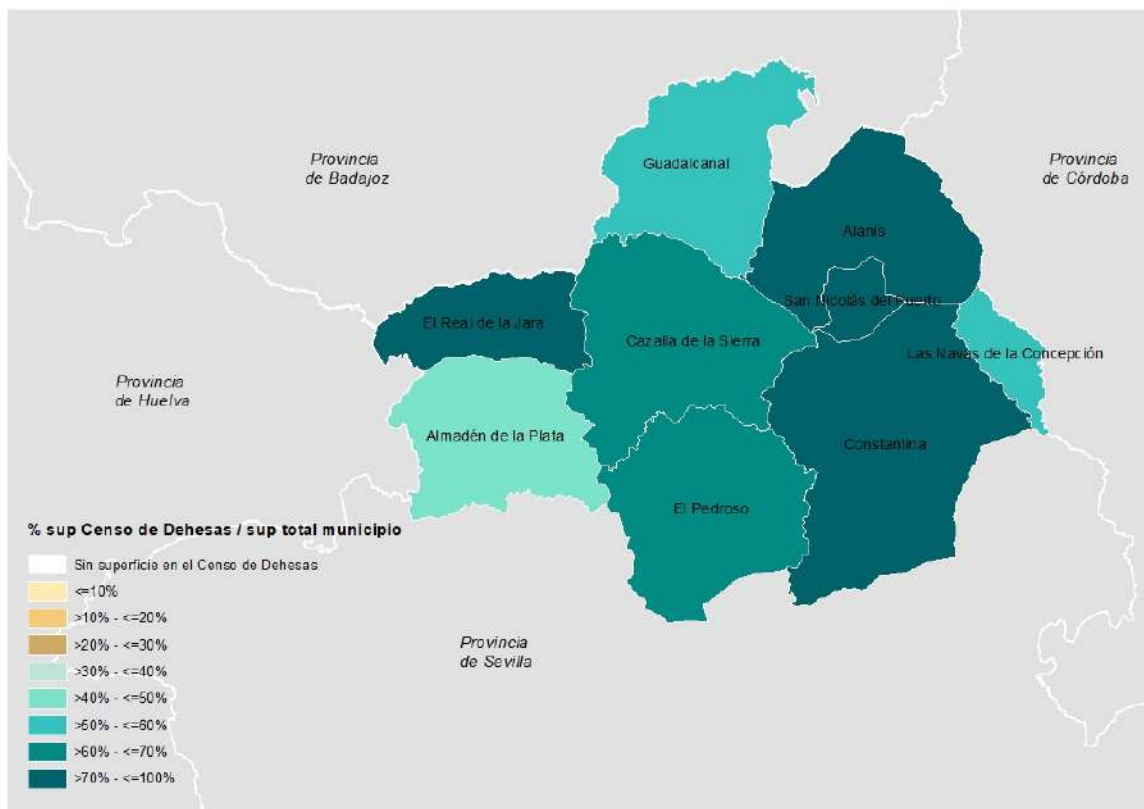 Provincia
de Badajoz
Guadalcanal
Provincia
de Córdoba
Alanís
San Nicolás del Puerto
El Real de la Jara
Cazalla de la Sierra
Las Navas de la Concepción
Provincia
de Huelva
Almadén de la Plata
Constantina
El Pedroso
Provincia
de Sevilla
% sup Censo de Dehesas / sup total municipio
Sin superficie en el Censo de Dehesas
<=10%
>10% - <=20%
>20% - <=30%
>30% - <=40%
>40% - <=50%
>50% - <=60%
>60% - <=70%
>70% - <=100%